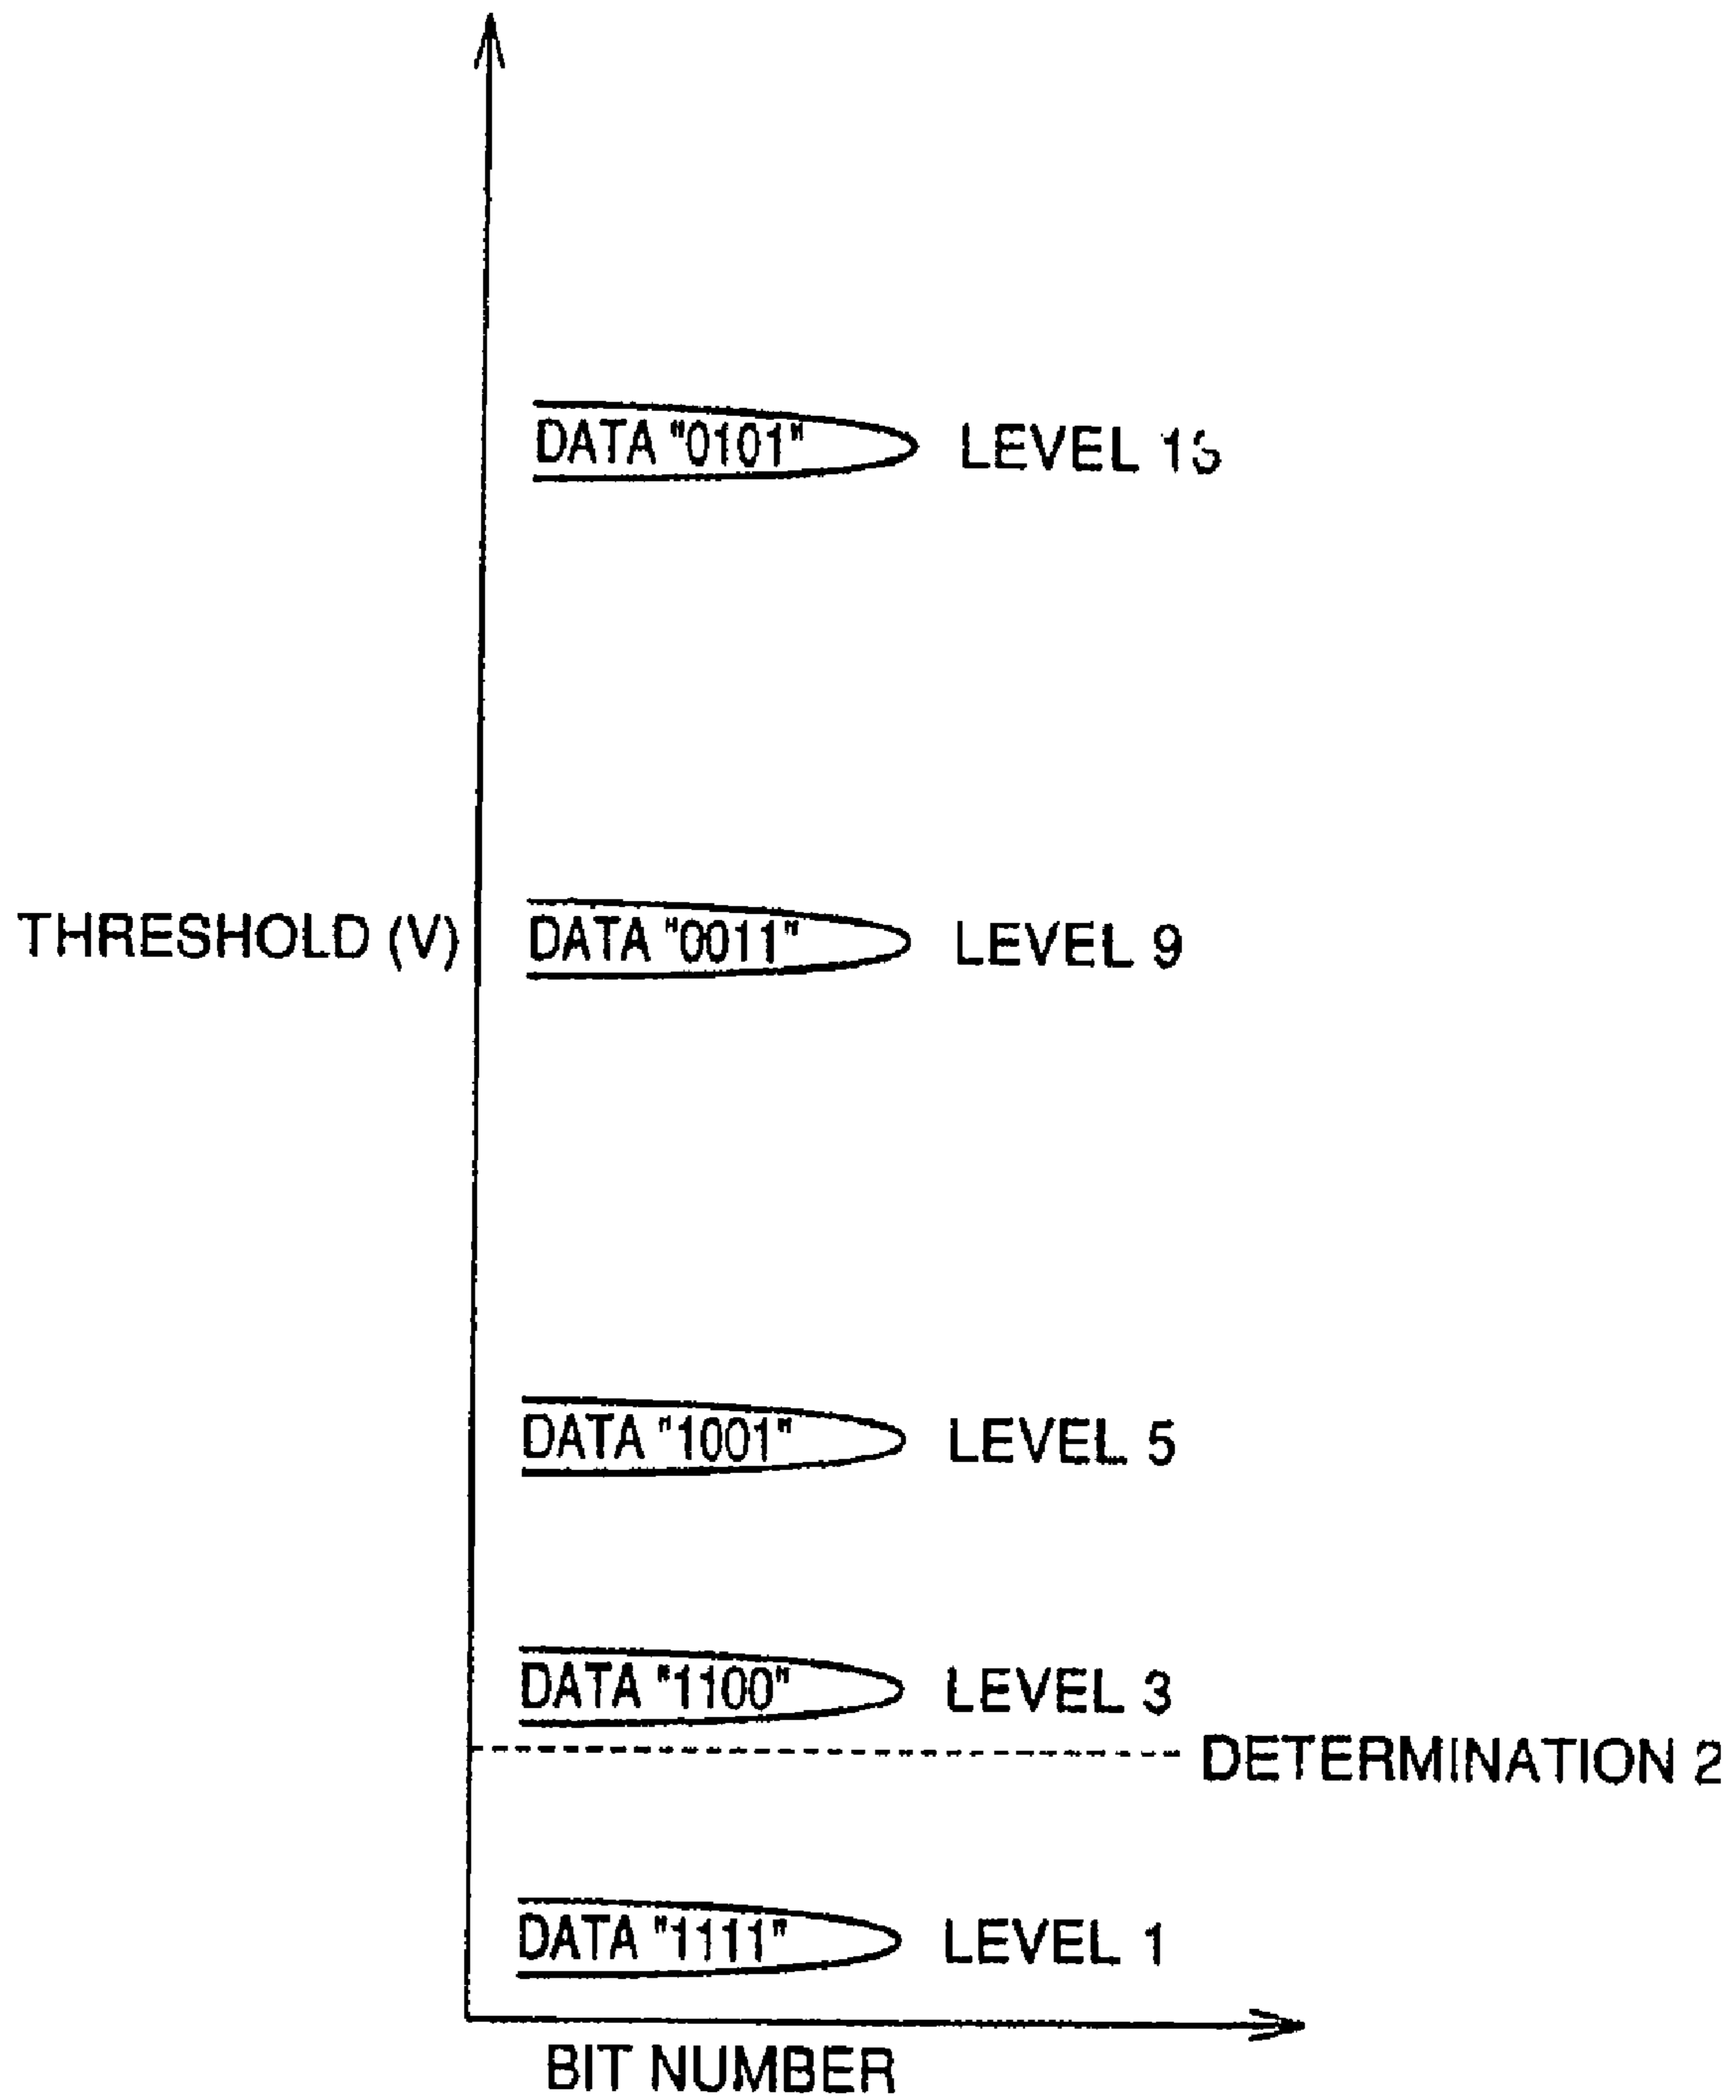 DATA "0101" LEVEL 13
THRESHOLD (V) DATA "0011" LEVEL 9
DATA "1001" LEVEL 5
DATA "1100" LEVEL 3
DETERMINATION 2
DATA "1111" LEVEL 1
BIT NUMBER